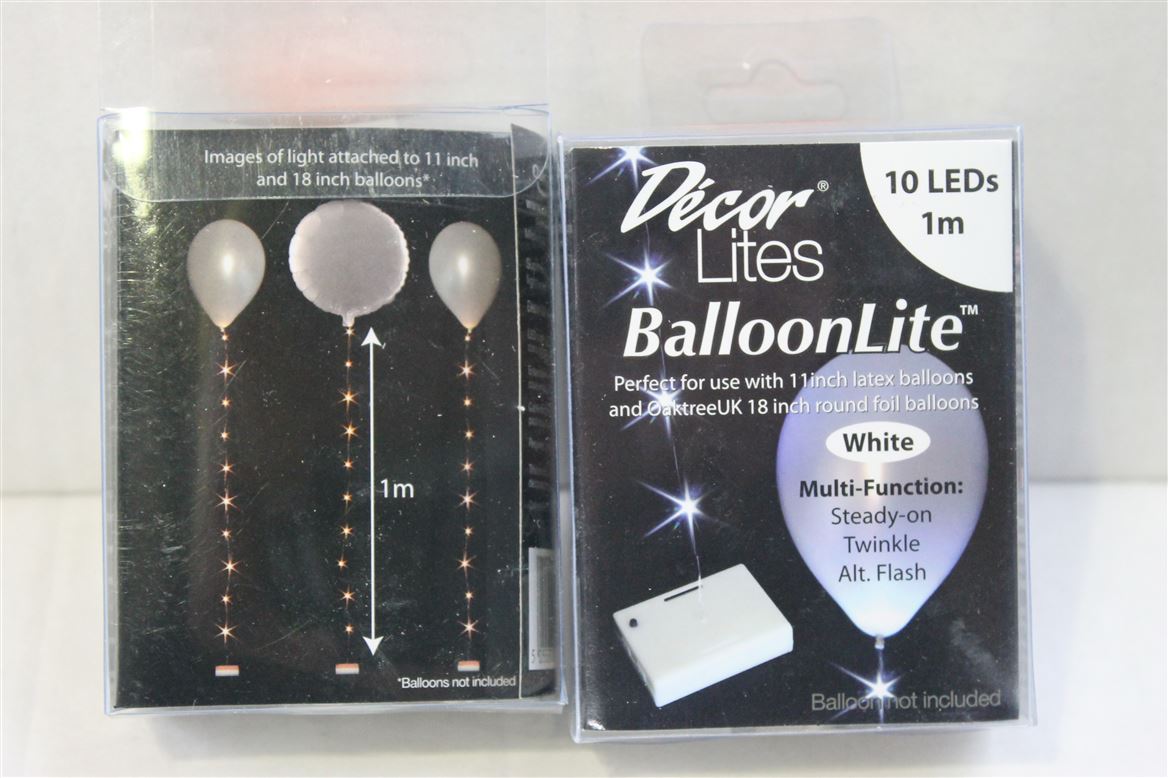 Images of light attached to 11 inch
and 18 inch balloons*
1m
*Balloons not included
Décor®
Lites
10 LEDs
1m
BalloonLite™
Perfect for use with 11inch latex balloons
and OaktreeUK 18 inch round foil balloons
White
Multi-Function:
Steady-on
Twinkle
Alt. Flash
Balloon not included